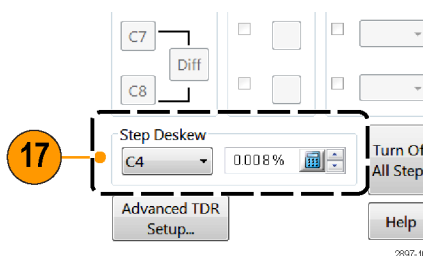 C7
Diff
C8
Step Deskew
17
C4
0.008%
Turn Of
All Step
Advanced TDR
Setup...
Help